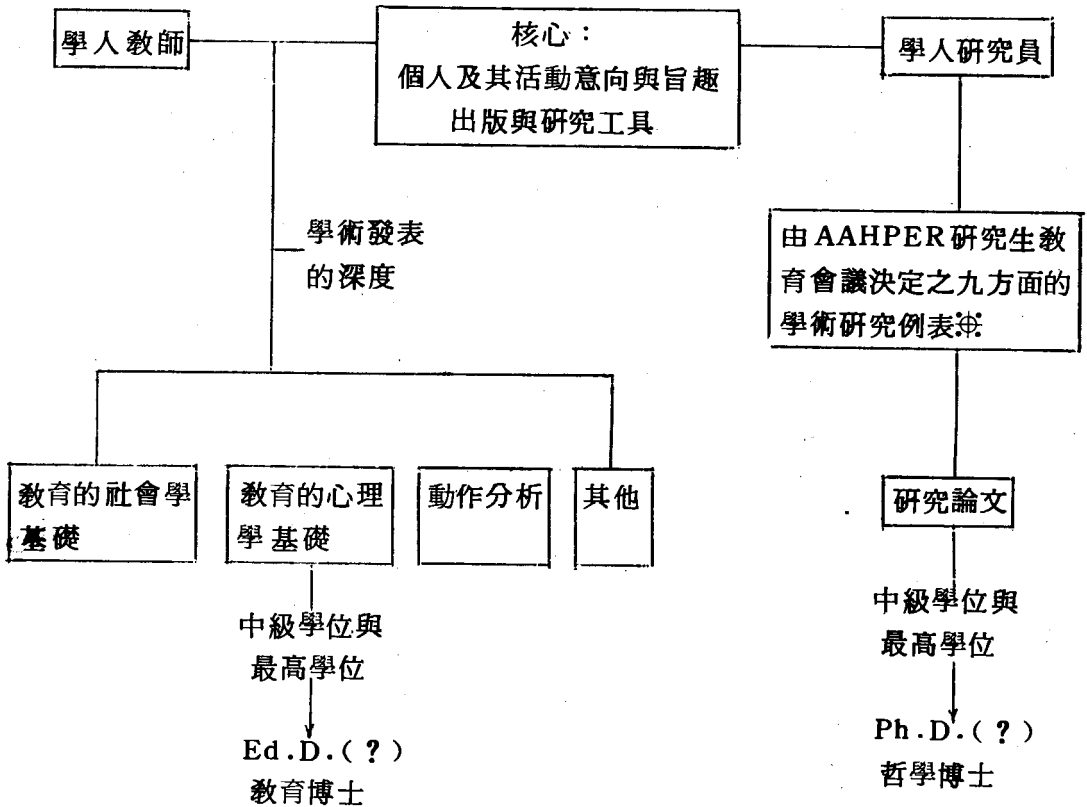 學人敎師
核心：
個人及其活動意向與旨趣
出版與研究工具
學人研究員
學術發表
的深度
由AAHPER研究生敎
育會議決定之九方面的
學術研究例表
敎育的社會學
基礎
敎育的心理
學基礎
動作分析
其他
研究論文
中級學位與
最高學位
Ed.D.(?)
敎育博士
中級學位與
最高學位
Ph.D.(?)
哲學博士